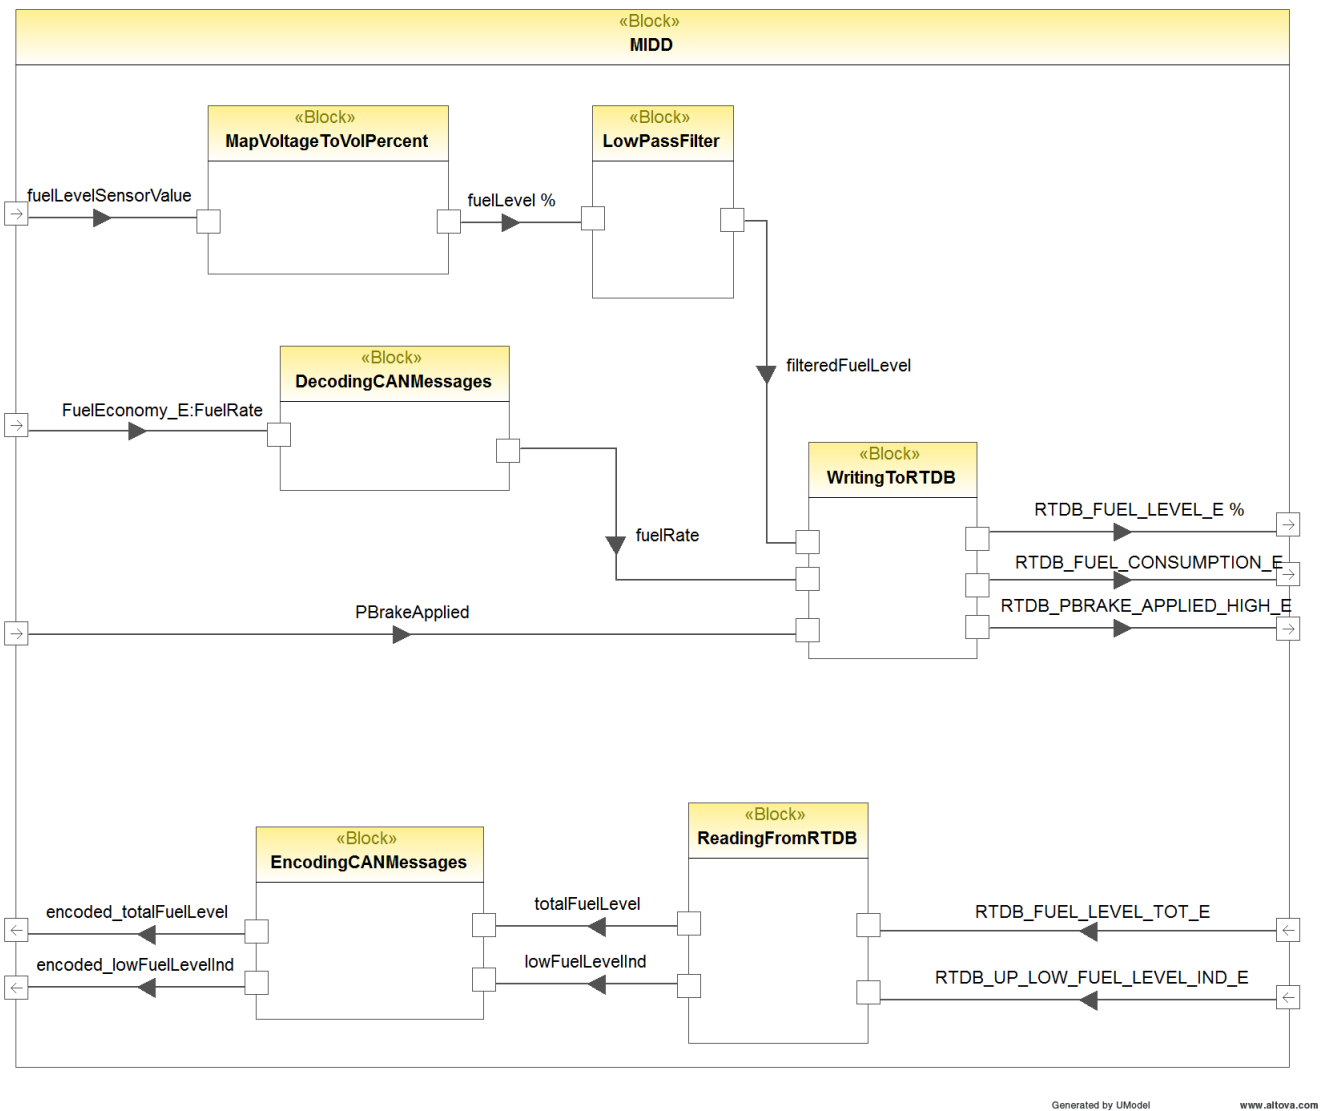 «Block»
MIDD
«Block»
MapVoltageToVolPercent
«Block»
LowPassFilter
fuelLevelSensorValue
fuelLevel %
«Block»
DecodingCANMessages
filteredFuelLevel
FuelEconomy_E:FuelRate
«Block»
WritingToRTDB
RTDB_FUEL_LEVEL_E %
fuelRate
RTDB_FUEL_CONSUMPTION_E
PBrakeApplied
RTDB_PBRAKE_APPLIED_HIGH_E
«Block»
ReadingFromRTDB
«Block»
EncodingCANMessages
encoded_totalFuelLevel
totalFuelLevel
RTDB_FUEL_LEVEL_TOT_E
encoded_lowFuelLevelInd
lowFuelLevelInd
RTDB_UP_LOW_FUEL_LEVEL_IND_E
Generated by UModel
www.altova.com